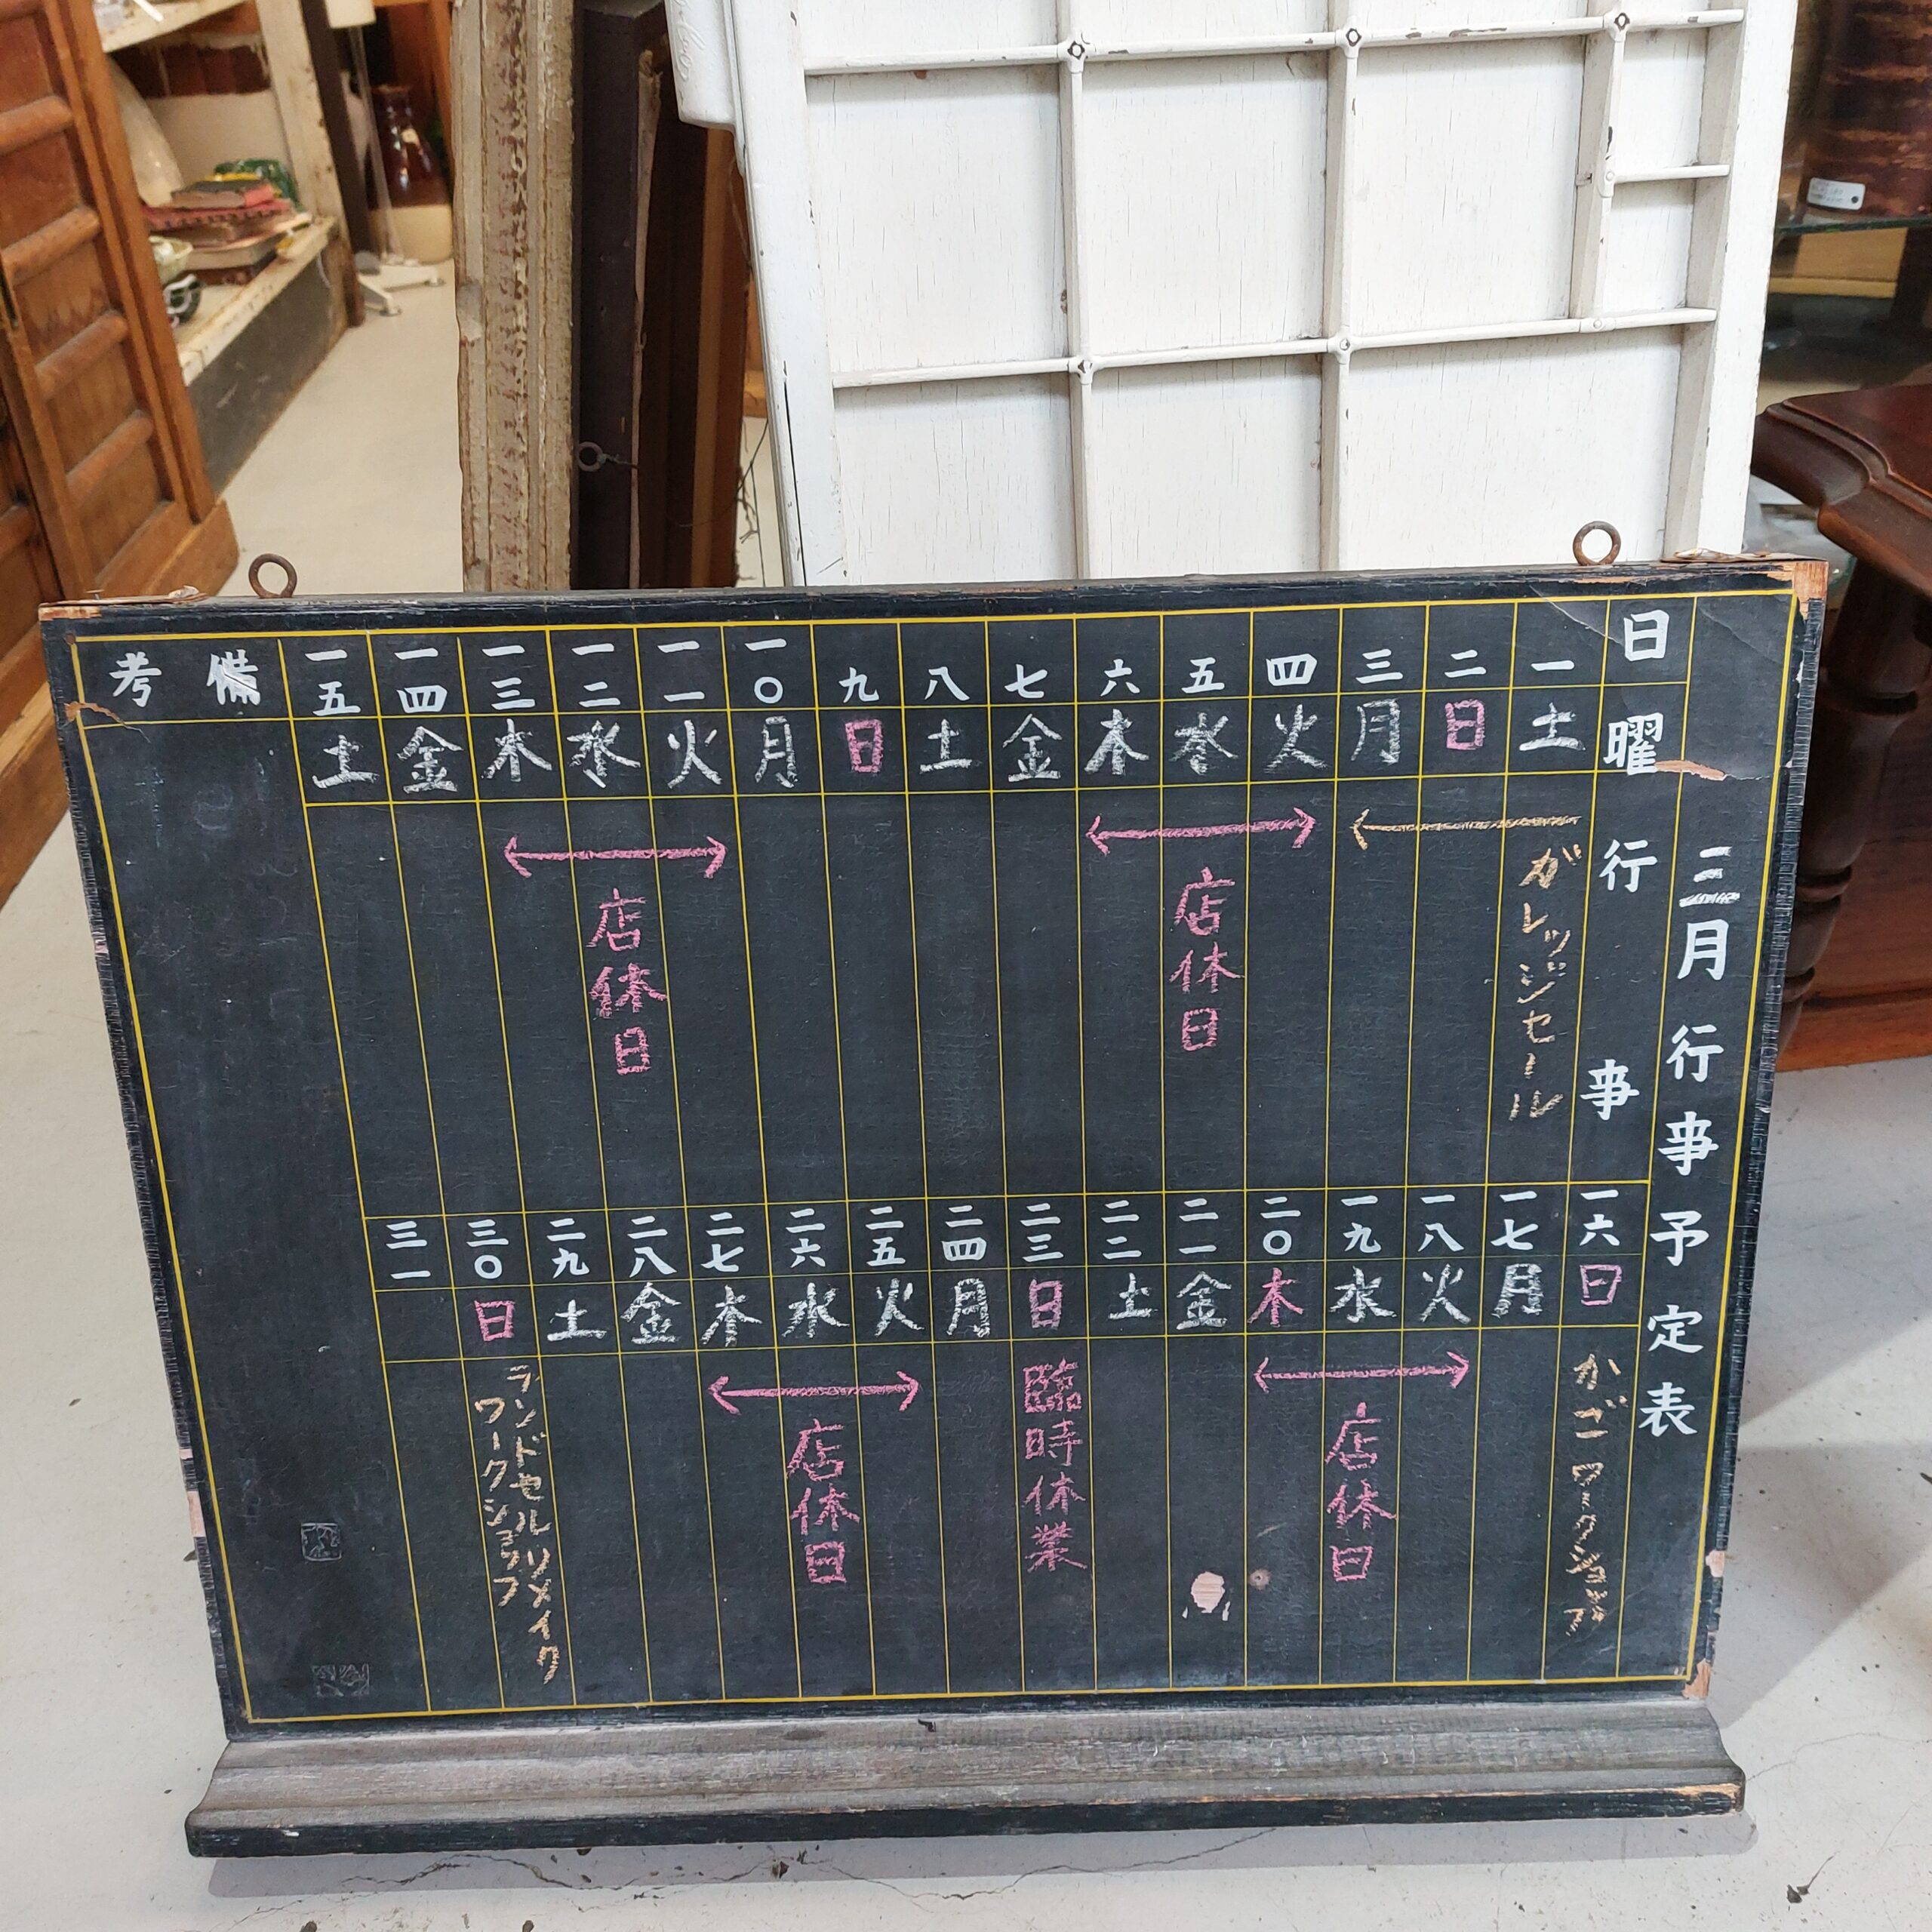 三月行事予定表
日曜行事
一土ガレッジセール
二日
三月
四火
五水店休日
六木
七金
八土
九日
一〇月
一一火
一二水店休日
一三木
一四金
一五土
備考
一六日かごワークショップ
一七月
一八火
一九水店休日
二〇木
二一金
二二土
二三日臨時休業
二四月
二五火
二六水店休日
二七木
二八金
二九土
三〇日ランドセルリメイク
ワークショップ
三一